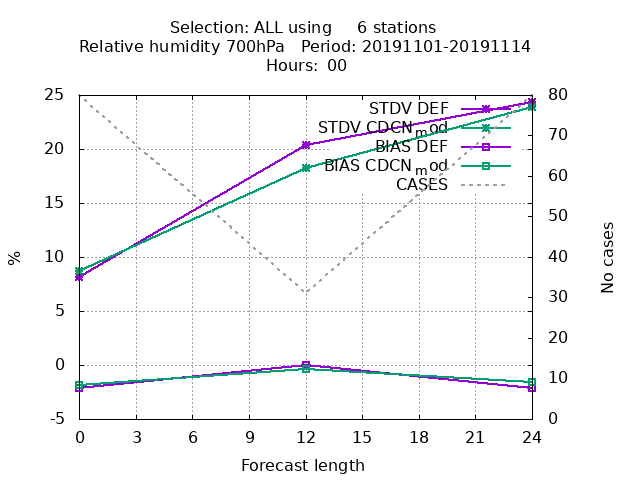 Selection: ALL using     6 stations
Relative humidity 700hPa   Period: 20191101-20191114
Hours: 00
25
20
15
10
5
0
-5
%
80
70
60
50
40
30
20
10
0
No cases
STDV DEF
STDV CDCNmod
BIAS DEF
BIAS CDCNmod
CASES
0 3 6 9 12 15 18 21 24
Forecast length